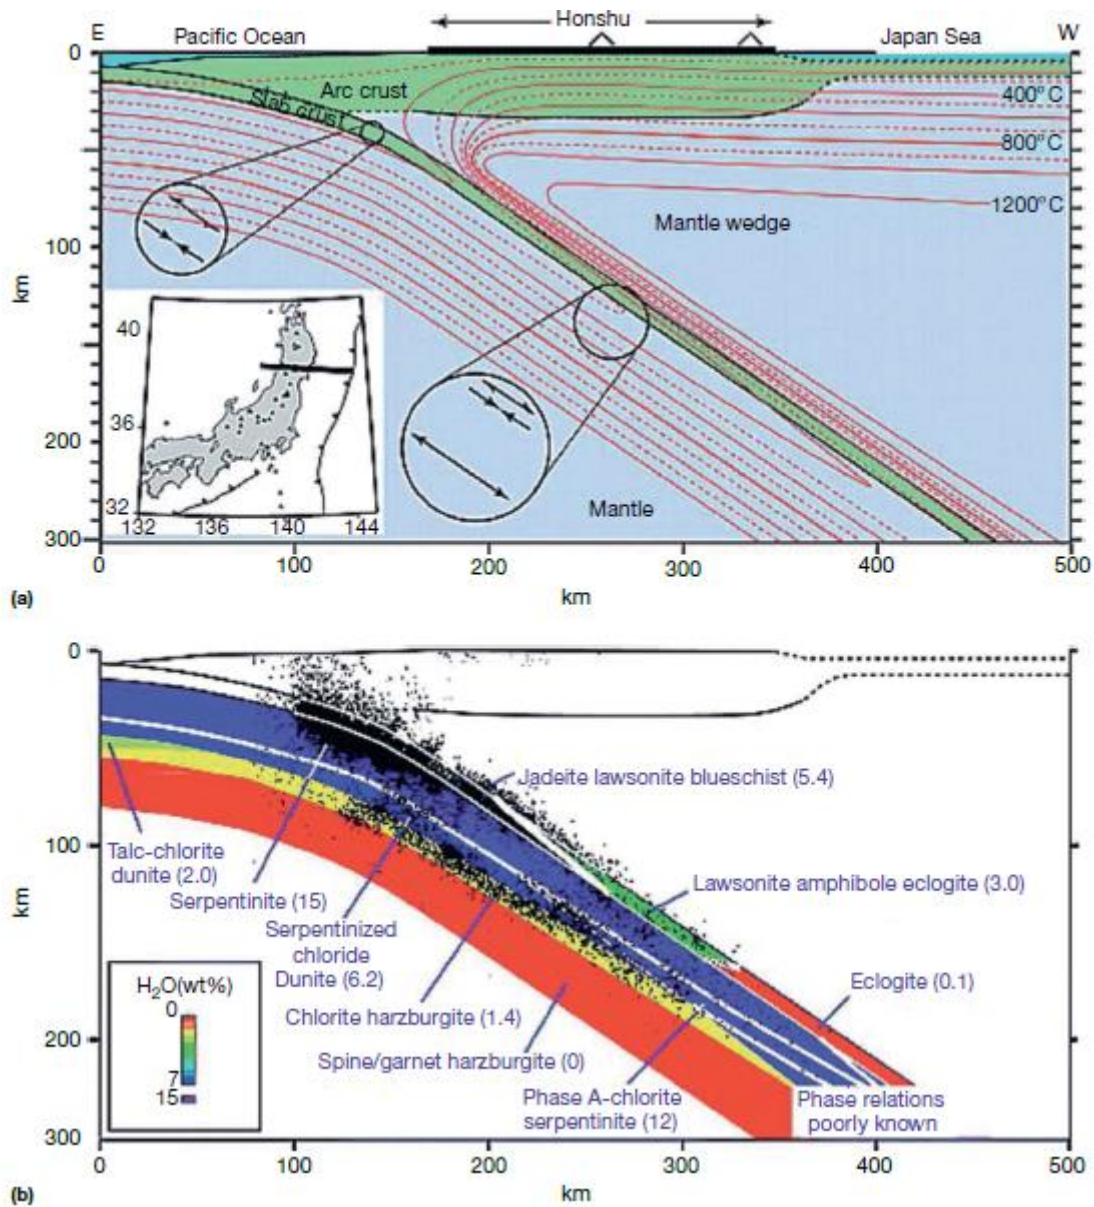 Honshu
E
Pacific Ocean
Japan Sea
W
0
100
200
300
km
Arc crust
Slab crust
400°C
800°C
1200°C
Mantle wedge
Mantle
40
36
32
132
136
140
144
0
100
200
300
400
500
km
(a)
0
100
200
300
km
Jadeite lawsonite blueschist (5.4)
Talc-chlorite
dunite (2.0)
Serpentinite (15)
Serpentinized
chloride
Dunite (6.2)
Chlorite harzburgite (1.4)
Spine/garnet harzburgite (0)
Phase A-chlorite
serpentinite (12)
Lawsonite amphibole eclogite (3.0)
Eclogite (0.1)
Phase relations
poorly known
H₂O(wt%)
0
7
15
0
100
200
300
400
500
km
(b)